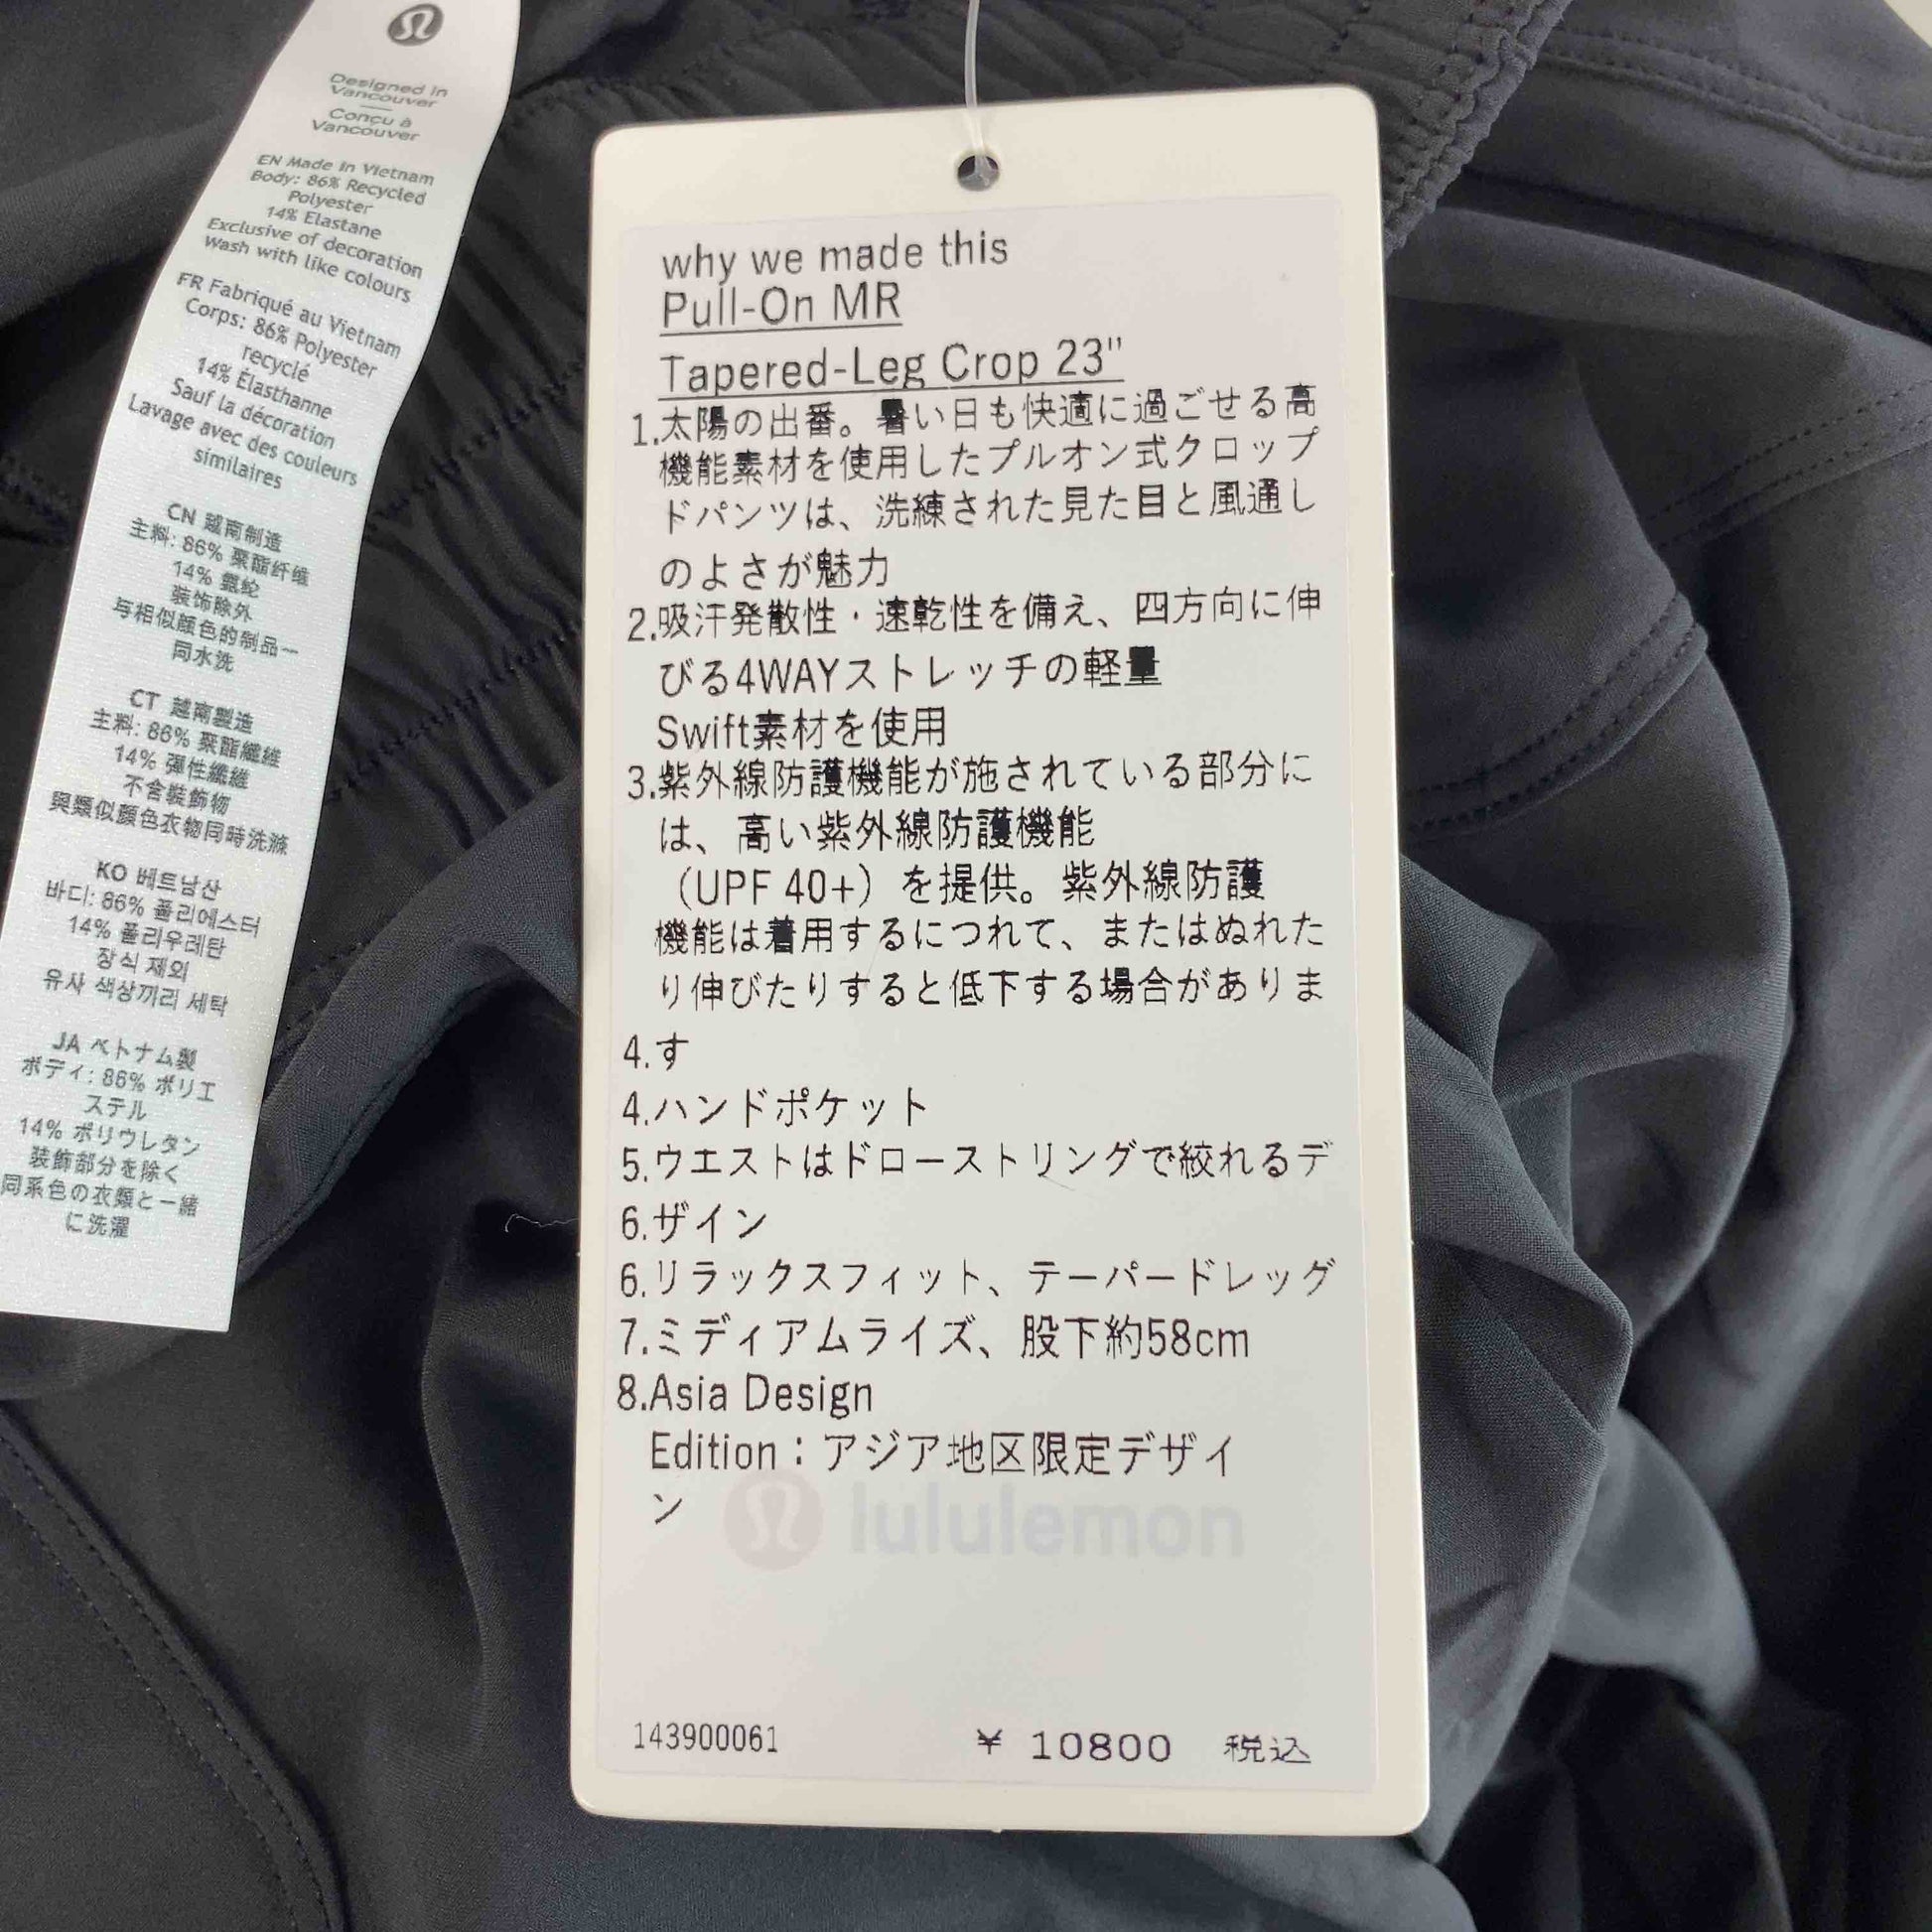 Designed in
Vancouver
Conçu à
Vancouver
EN Made in Vietnam
Body: 86% Recycled
Polyester
14% Elastane
Exclusive of decoration
Wash with like colours
FR Fabriqué au Vietnam
Corps: 86% Polyester
recyclé
14% Élasthanne
Sauf la décoration
Lavage avec des couleurs
similaires
CN 越南制造
主料: 86% 聚酯纤维
14% 氨纶
装饰除外
与相似颜色的制品一
同水洗
CT 越南製造
主料: 86% 聚酯纖維
14% 彈性纖維
不含裝飾物
與類似顏色衣物同時洗滌
KO 베트남산
바디: 86% 폴리에스터
14% 폴리우레탄
장식 제외
유사 색상끼리 세탁
JA ベトナム製
ボディ: 86% ポリエ
ステル
14% ポリウレタン
装飾部分を除く
同系色の衣類と一緒
に洗濯
why we made this
Pull-On MR
Tapered-Leg Crop 23"
1.太陽の出番。暑い日も快適に過ごせる高
機能素材を使用したプルオン式クロップ
ドパンツは、洗練された見た目と風通し
のよさが魅力
2.吸汗発散性・速乾性を備え、四方向に伸
びる4WAYストレッチの軽量
Swift素材を使用
3.紫外線防護機能が施されている部分に
は、高い紫外線防護機能
（UPF 40+）を提供。紫外線防護
機能は着用するにつれて、またはぬれた
り伸びたりすると低下する場合がありま
4.す
4.ハンドポケット
5.ウエストはドローストリングで絞れるデ
6.ザイン
6.リラックスフィット、テーパードレッグ
7.ミディアムライズ、股下約58cm
8.Asia Design
Edition：アジア地区限定デザイ
ン
lululemon
143900061 ¥ 10800 税込